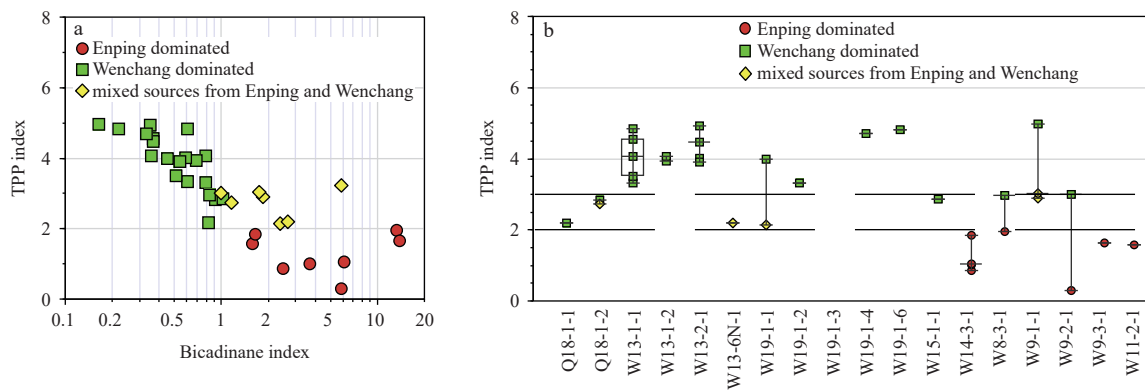 a
Enping dominated
Wenchang dominated
mixed sources from Enping and Wenchang
8
6
4
2
0
TPP index
0.1 0.2 0.5 1 2 5 10 20
Bicadinane index
b
Enping dominated
Wenchang dominated
mixed sources from Enping and Wenchang
8
6
4
2
0
TPP index
Q18-1-1
Q18-1-2
W13-1-1
W13-1-2
W13-2-1
W13-6N-1
W19-1-1
W19-1-2
W19-1-3
W19-1-4
W19-1-6
W15-1-1
W14-3-1
W8-3-1
W9-1-1
W9-2-1
W9-3-1
W11-2-1